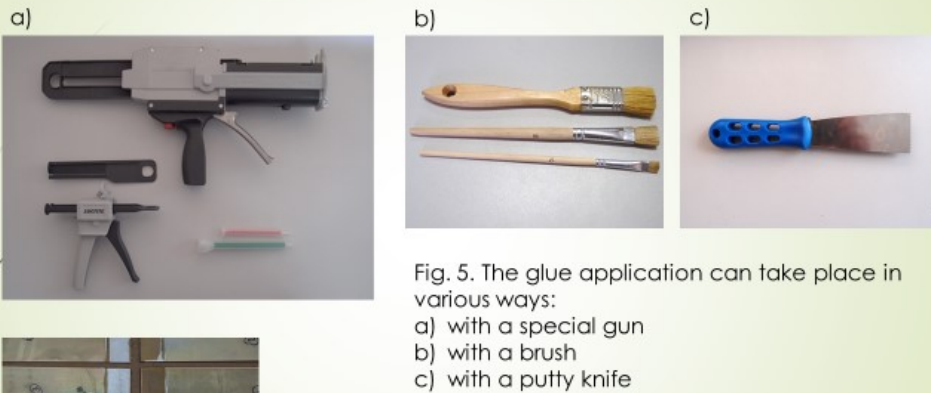 a)
b)
c)
Fig. 5. The glue application can take place in
various ways:
a) with a special gun
b) with a brush
c) with a putty knife